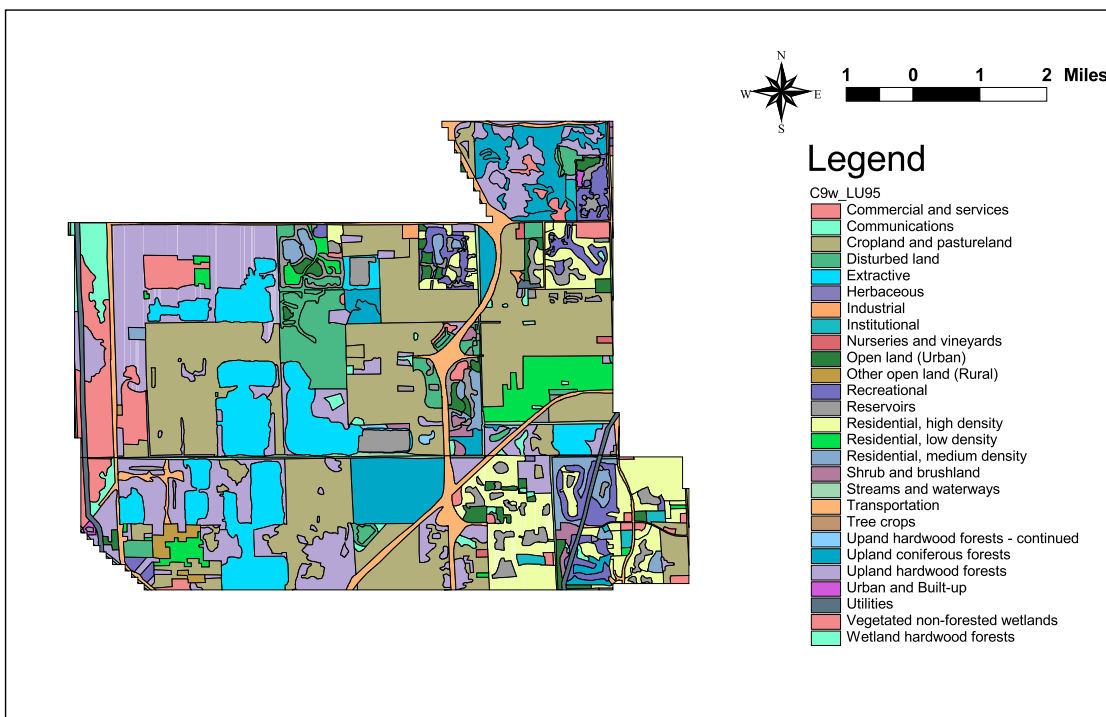 N
W E
S
1 0 1 2 Miles
Legend
C9w_LU95
Commercial and services
Communications
Cropland and pastureland
Disturbed land
Extractive
Herbaceous
Industrial
Institutional
Nurseries and vineyards
Open land (Urban)
Other open land (Rural)
Recreational
Reservoirs
Residential, high density
Residential, low density
Residential, medium density
Shrub and brushland
Streams and waterways
Transportation
Tree crops
Upand hardwood forests - continued
Upland coniferous forests
Upland hardwood forests
Urban and Built-up
Utilities
Vegetated non-forested wetlands
Wetland hardwood forests